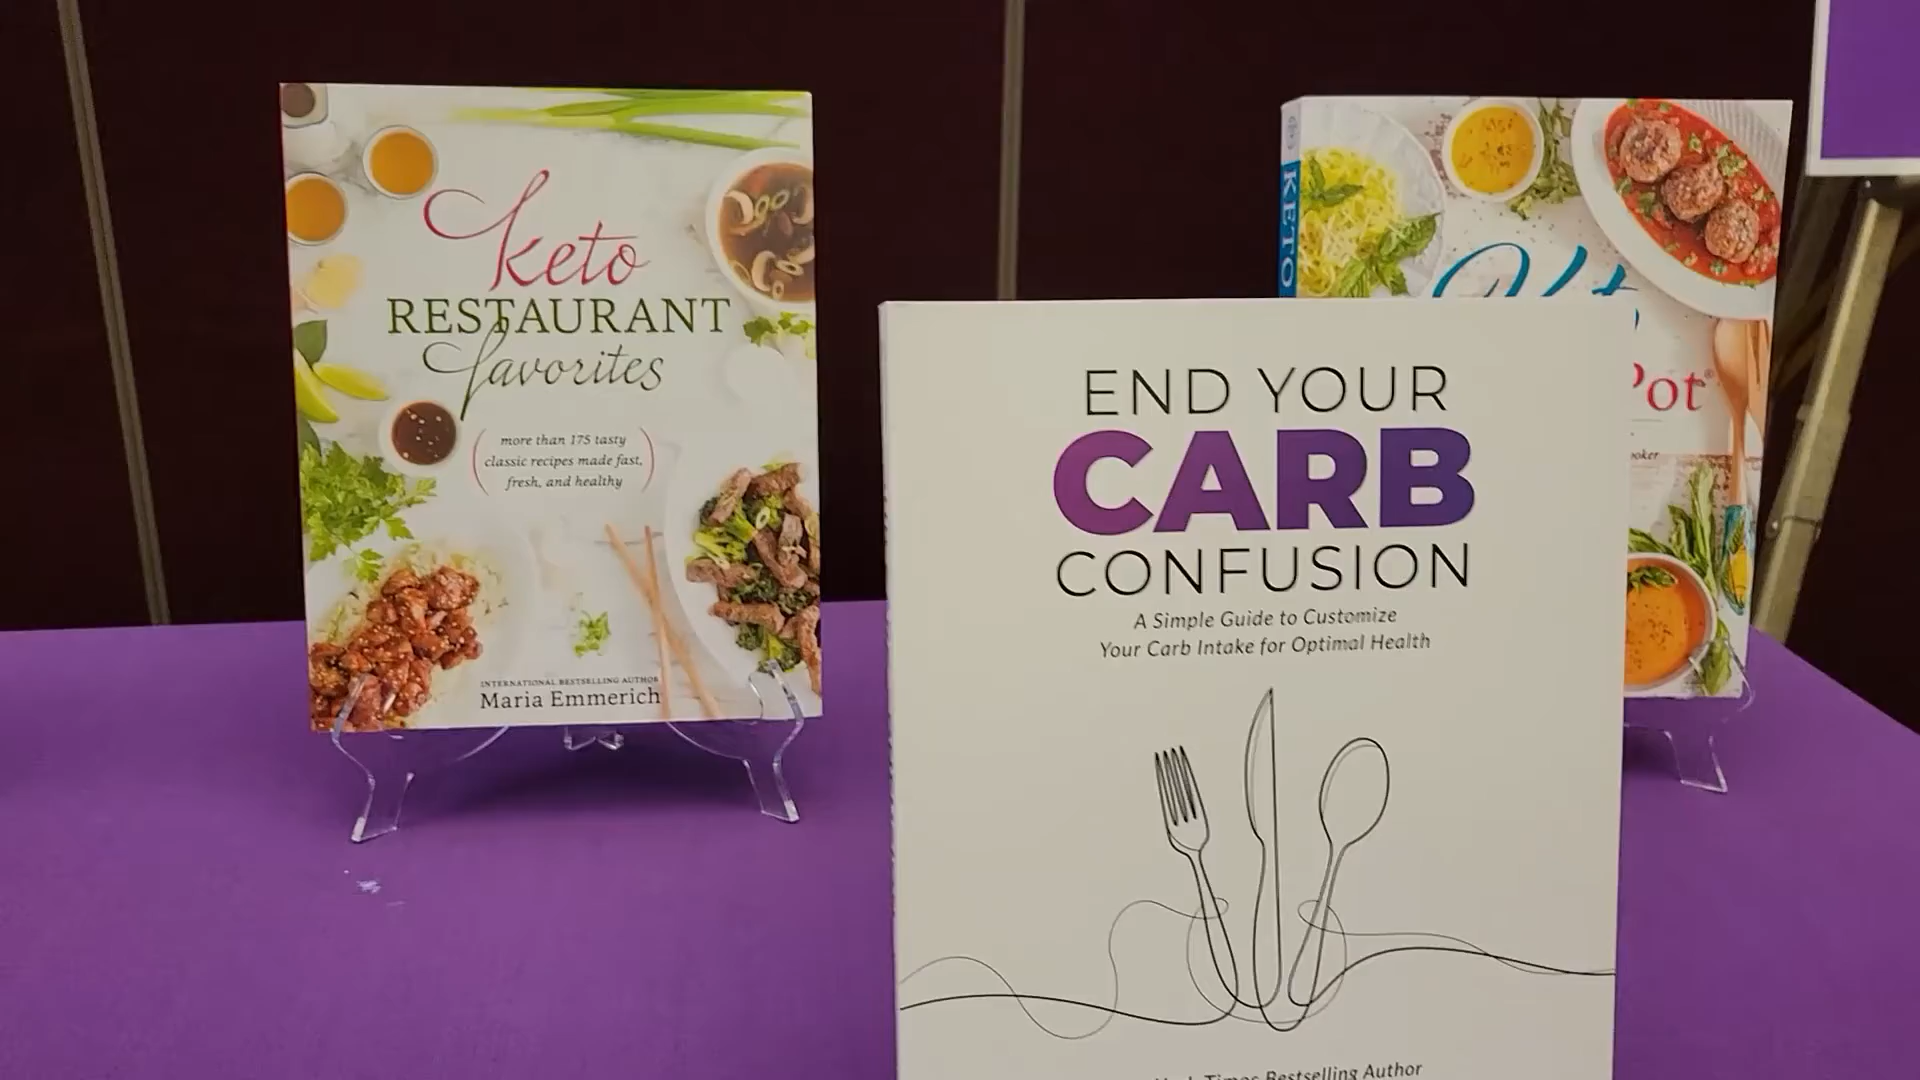 keto
RESTAURANT
favorites
more than 175 tasty
classic recipes made fast,
fresh, and healthy
INTERNATIONAL BESTSELLING AUTHOR
Maria Emmerich
END YOUR
CARB
CONFUSION
A Simple Guide to Customize
Your Carb Intake for Optimal Health
Times Bestselling Author
KETO
Pot®